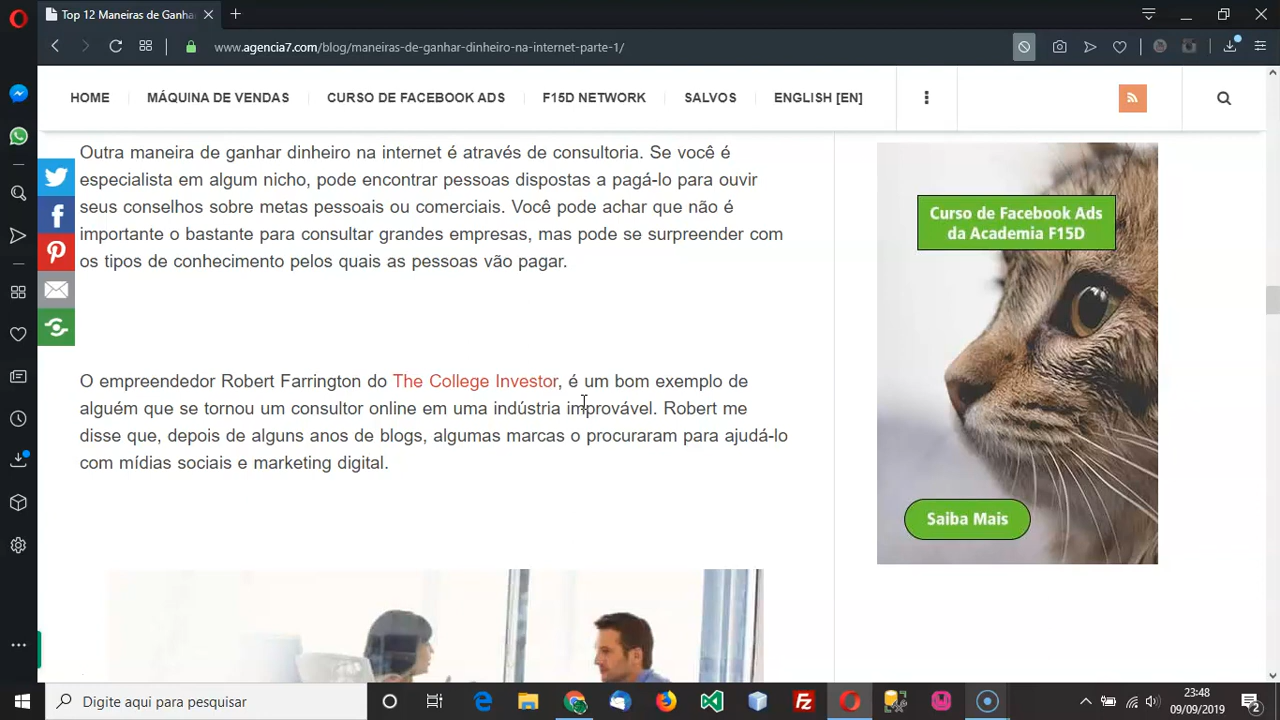 Top 12 Maneiras de Ganha
www.agencia7.com/blog/maneiras-de-ganhar-dinheiro-na-internet-parte-1/
HOME
MÁQUINA DE VENDAS
CURSO DE FACEBOOK ADS
F15D NETWORK
SALVOS
ENGLISH [EN]
Outra maneira de ganhar dinheiro na internet é através de consultoria. Se você é
especialista em algum nicho, pode encontrar pessoas dispostas a pagá-lo para ouvir
seus conselhos sobre metas pessoais ou comerciais. Você pode achar que não é
importante o bastante para consultar grandes empresas, mas pode se surpreender com
os tipos de conhecimento pelos quais as pessoas vão pagar.
O empreendedor Robert Farrington do The College Investor, é um bom exemplo de
alguém que se tornou um consultor online em uma indústria improvável. Robert me
disse que, depois de alguns anos de blogs, algumas marcas o procuraram para ajudá-lo
com mídias sociais e marketing digital.
Curso de Facebook Ads
da Academia F15D
Saiba Mais
Digite aqui para pesquisar
23:48
09/09/2019
2